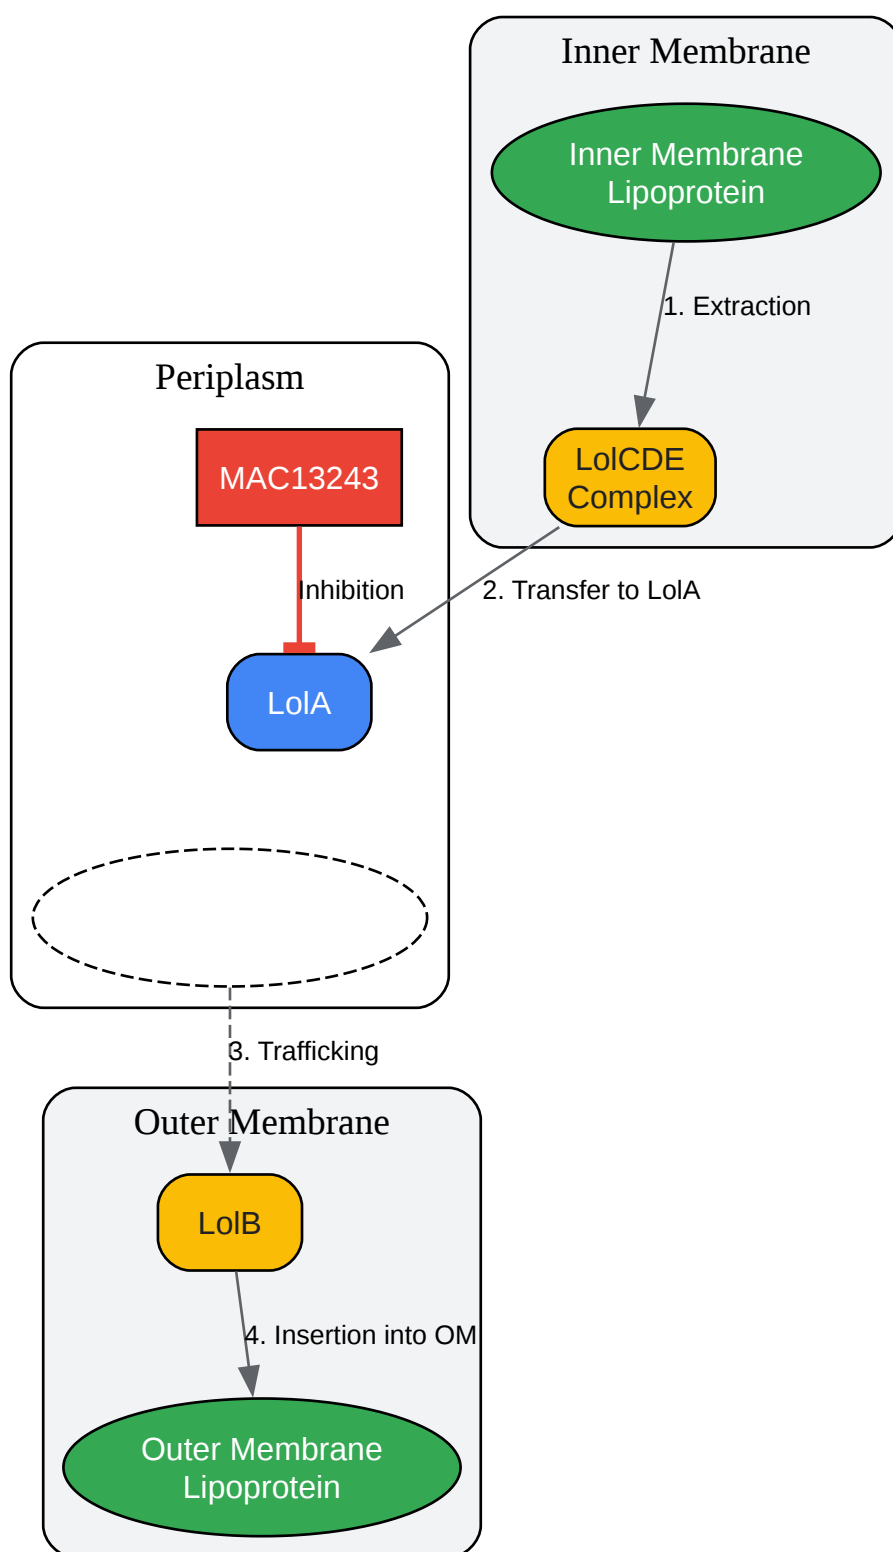 Inner Membrane
Inner Membrane
Lipoprotein
1. Extraction
Periplasm
MAC13243
LolCDE
Complex
Inhibition
2. Transfer to LolA
LolA
3. Trafficking
Outer Membrane
LolB
4. Insertion into OM
Outer Membrane
Lipoprotein